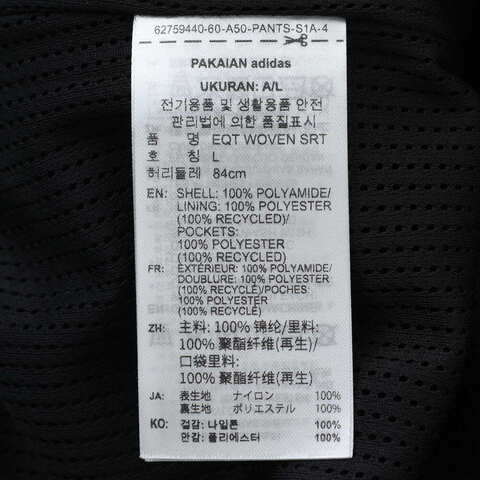 62759440-60-A50-PANTS-S1A-4
PAKAIAN adidas
UKURAN: A/L
전기용품 및 생활용품 안전
관리법에 의한 품질표시
품 명 EQT WOVEN SRT
호 칭 L
허리둘레 84cm
EN: SHELL: 100% POLYAMIDE/
LINING: 100% POLYESTER
(100% RECYCLED)/
POCKETS:
100% POLYESTER
(100% RECYCLED)
FR: EXTÉRIEUR: 100% POLYAMIDE/
DOUBLURE: 100% POLYESTER
(100% RECYCLÉ)/POCHES:
100% POLYESTER
(100% RECYCLÉ)
ZH: 主料: 100% 锦纶/里料:
100% 聚酯纤维(再生)/
口袋里料:
100% 聚酯纤维(再生)
JA: 表生地 ナイロン 100%
裏生地 ポリエステル 100%
KO: 겉감: 나일론 100%
안감: 폴리에스터 100%